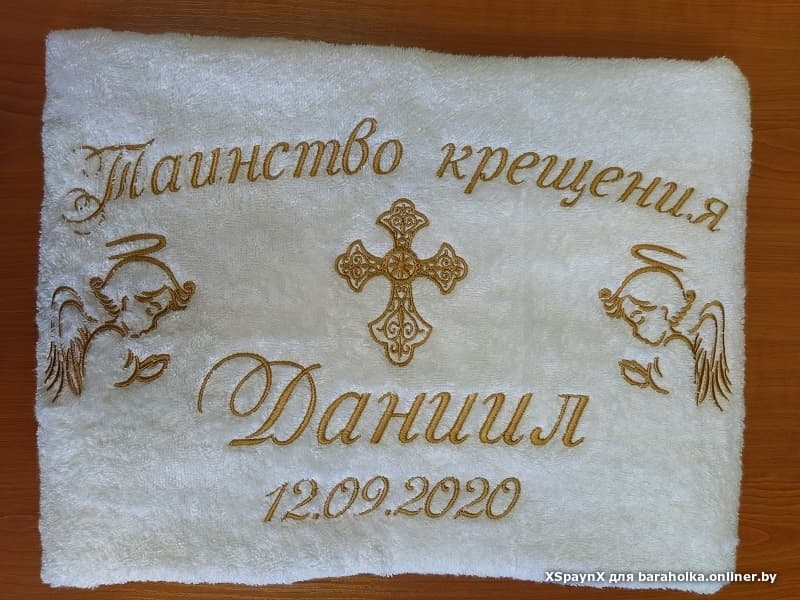 Таинство крещения
Даниил
12.09.2020
XSpaynX для baraholka.onliner.by